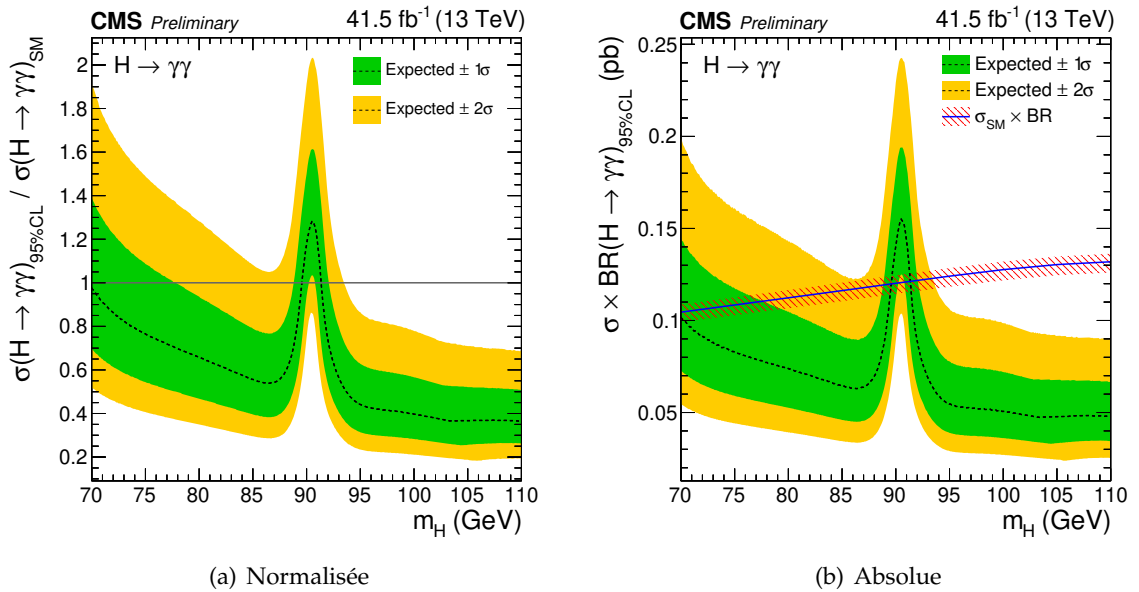 CMS Preliminary 41.5 fb⁻¹ (13 TeV)
σ(H → γγ)95%CL / σ(H → γγ)SM
H → γγ
Expected ± 1σ
Expected ± 2σ
2
1.8
1.6
1.4
1.2
1
0.8
0.6
0.4
0.2
70 75 80 85 90 95 100 105 110
mH (GeV)
(a) Normalisée
CMS Preliminary 41.5 fb⁻¹ (13 TeV)
σ × BR(H → γγ)95%CL (pb)
H → γγ
Expected ± 1σ
Expected ± 2σ
σSM × BR
0.25
0.2
0.15
0.1
0.05
70 75 80 85 90 95 100 105 110
mH (GeV)
(b) Absolue